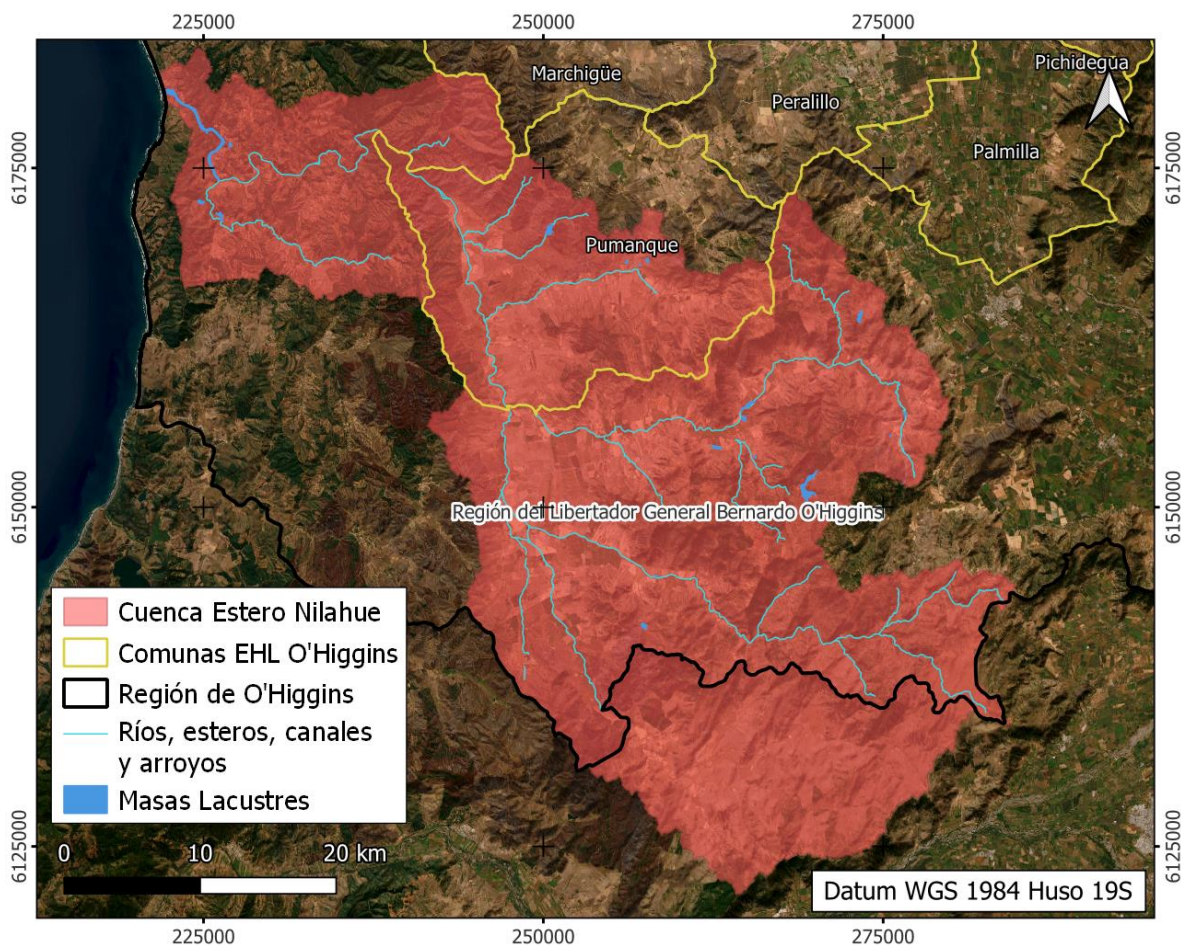 225000
250000
275000
Pichidegua
Marchigüe
Peralillo
Palmilla
6175000
6175000
Pumanque
6150000
6150000
Región del Libertador General Bernardo O'Higgins
Cuenca Estero Nilahue
Comunas EHL O'Higgins
Región de O'Higgins
Ríos, esteros, canales
y arroyos
Masas Lacustres
6125000
6125000
0 10 20 km
Datum WGS 1984 Huso 19S
225000
250000
275000